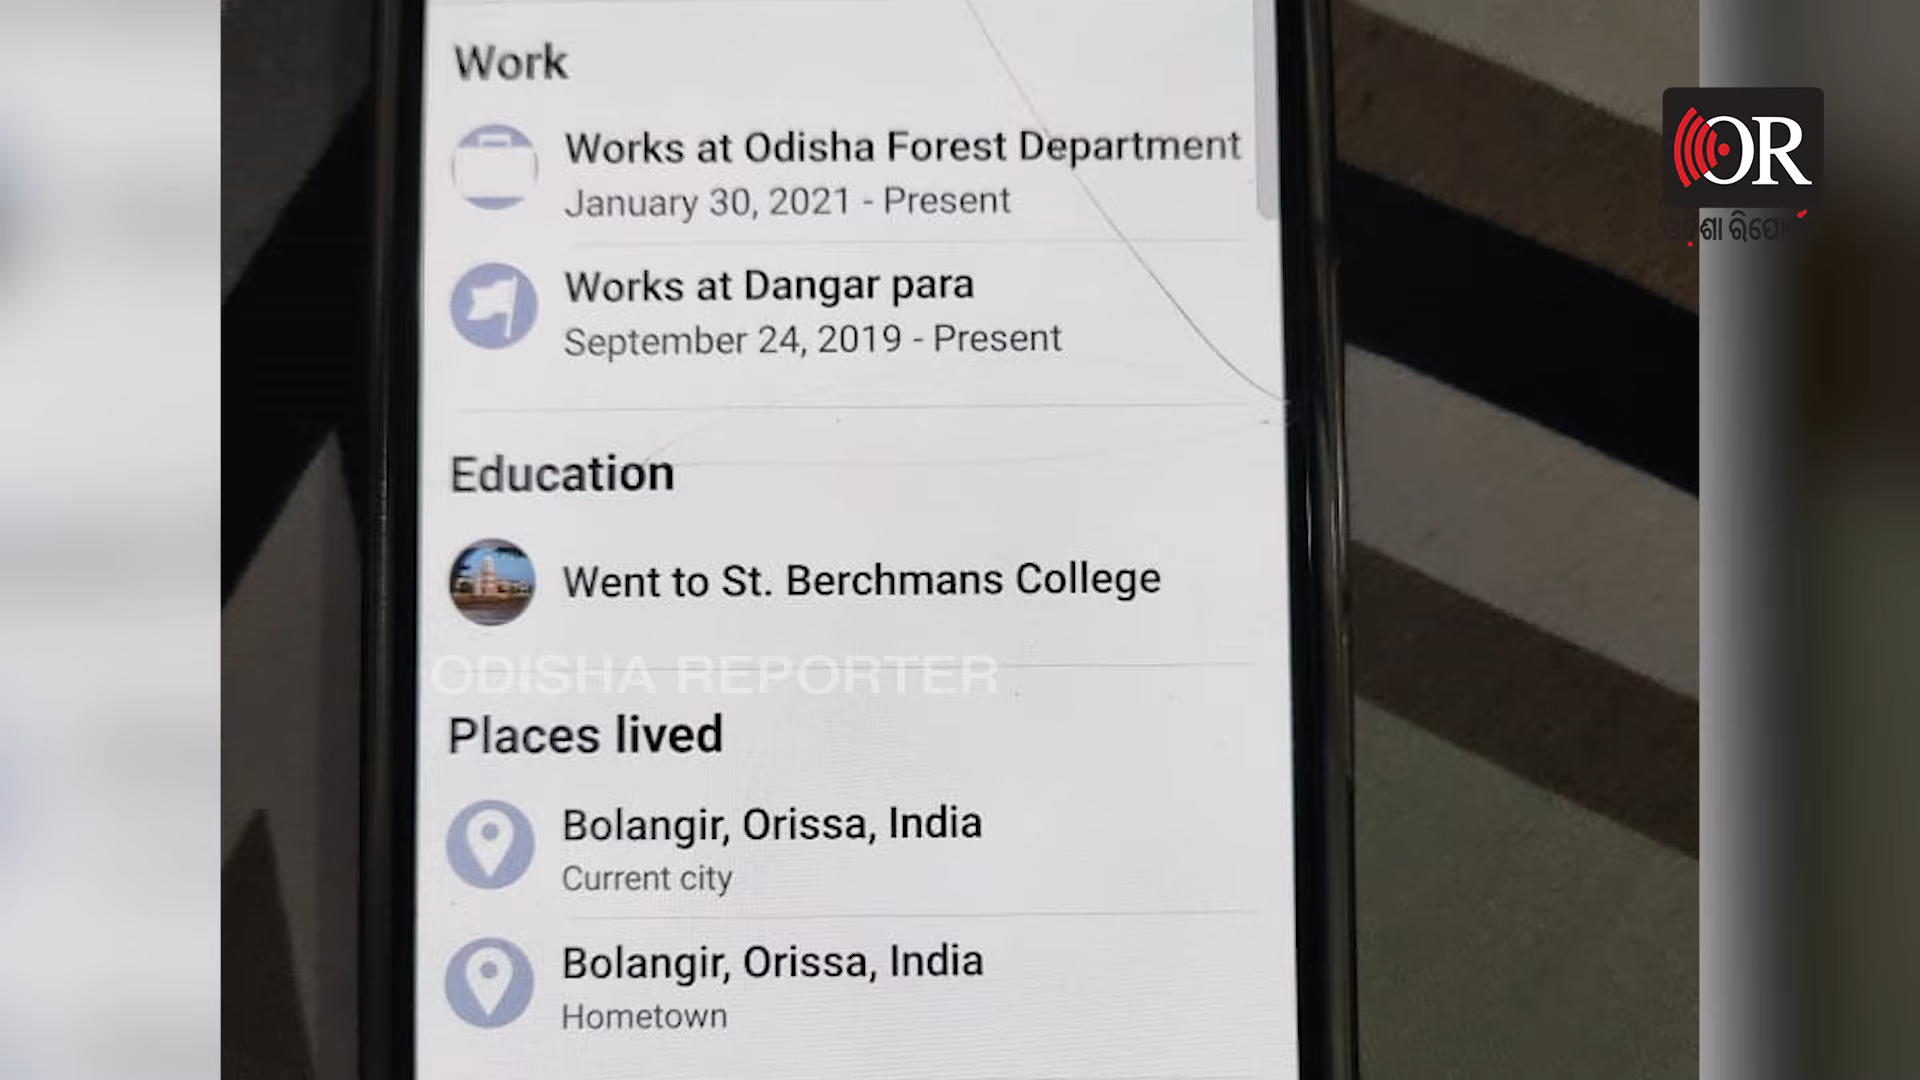 Work
Works at Odisha Forest Department
January 30, 2021 - Present
Works at Dangar para
September 24, 2019 - Present
Education
Went to St. Berchmans College
Places lived
Bolangir, Orissa, India
Current city
Bolangir, Orissa, India
Hometown
ODISHA REPORTER
OR